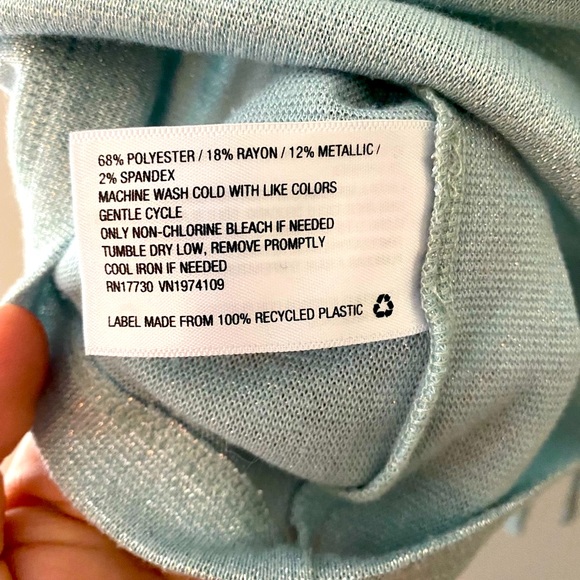 68% POLYESTER / 18% RAYON / 12% METALLIC /
2% SPANDEX
MACHINE WASH COLD WITH LIKE COLORS
GENTLE CYCLE
ONLY NON-CHLORINE BLEACH IF NEEDED
TUMBLE DRY LOW, REMOVE PROMPTLY
COOL IRON IF NEEDED
RN17730 VN1974109
LABEL MADE FROM 100% RECYCLED PLASTIC